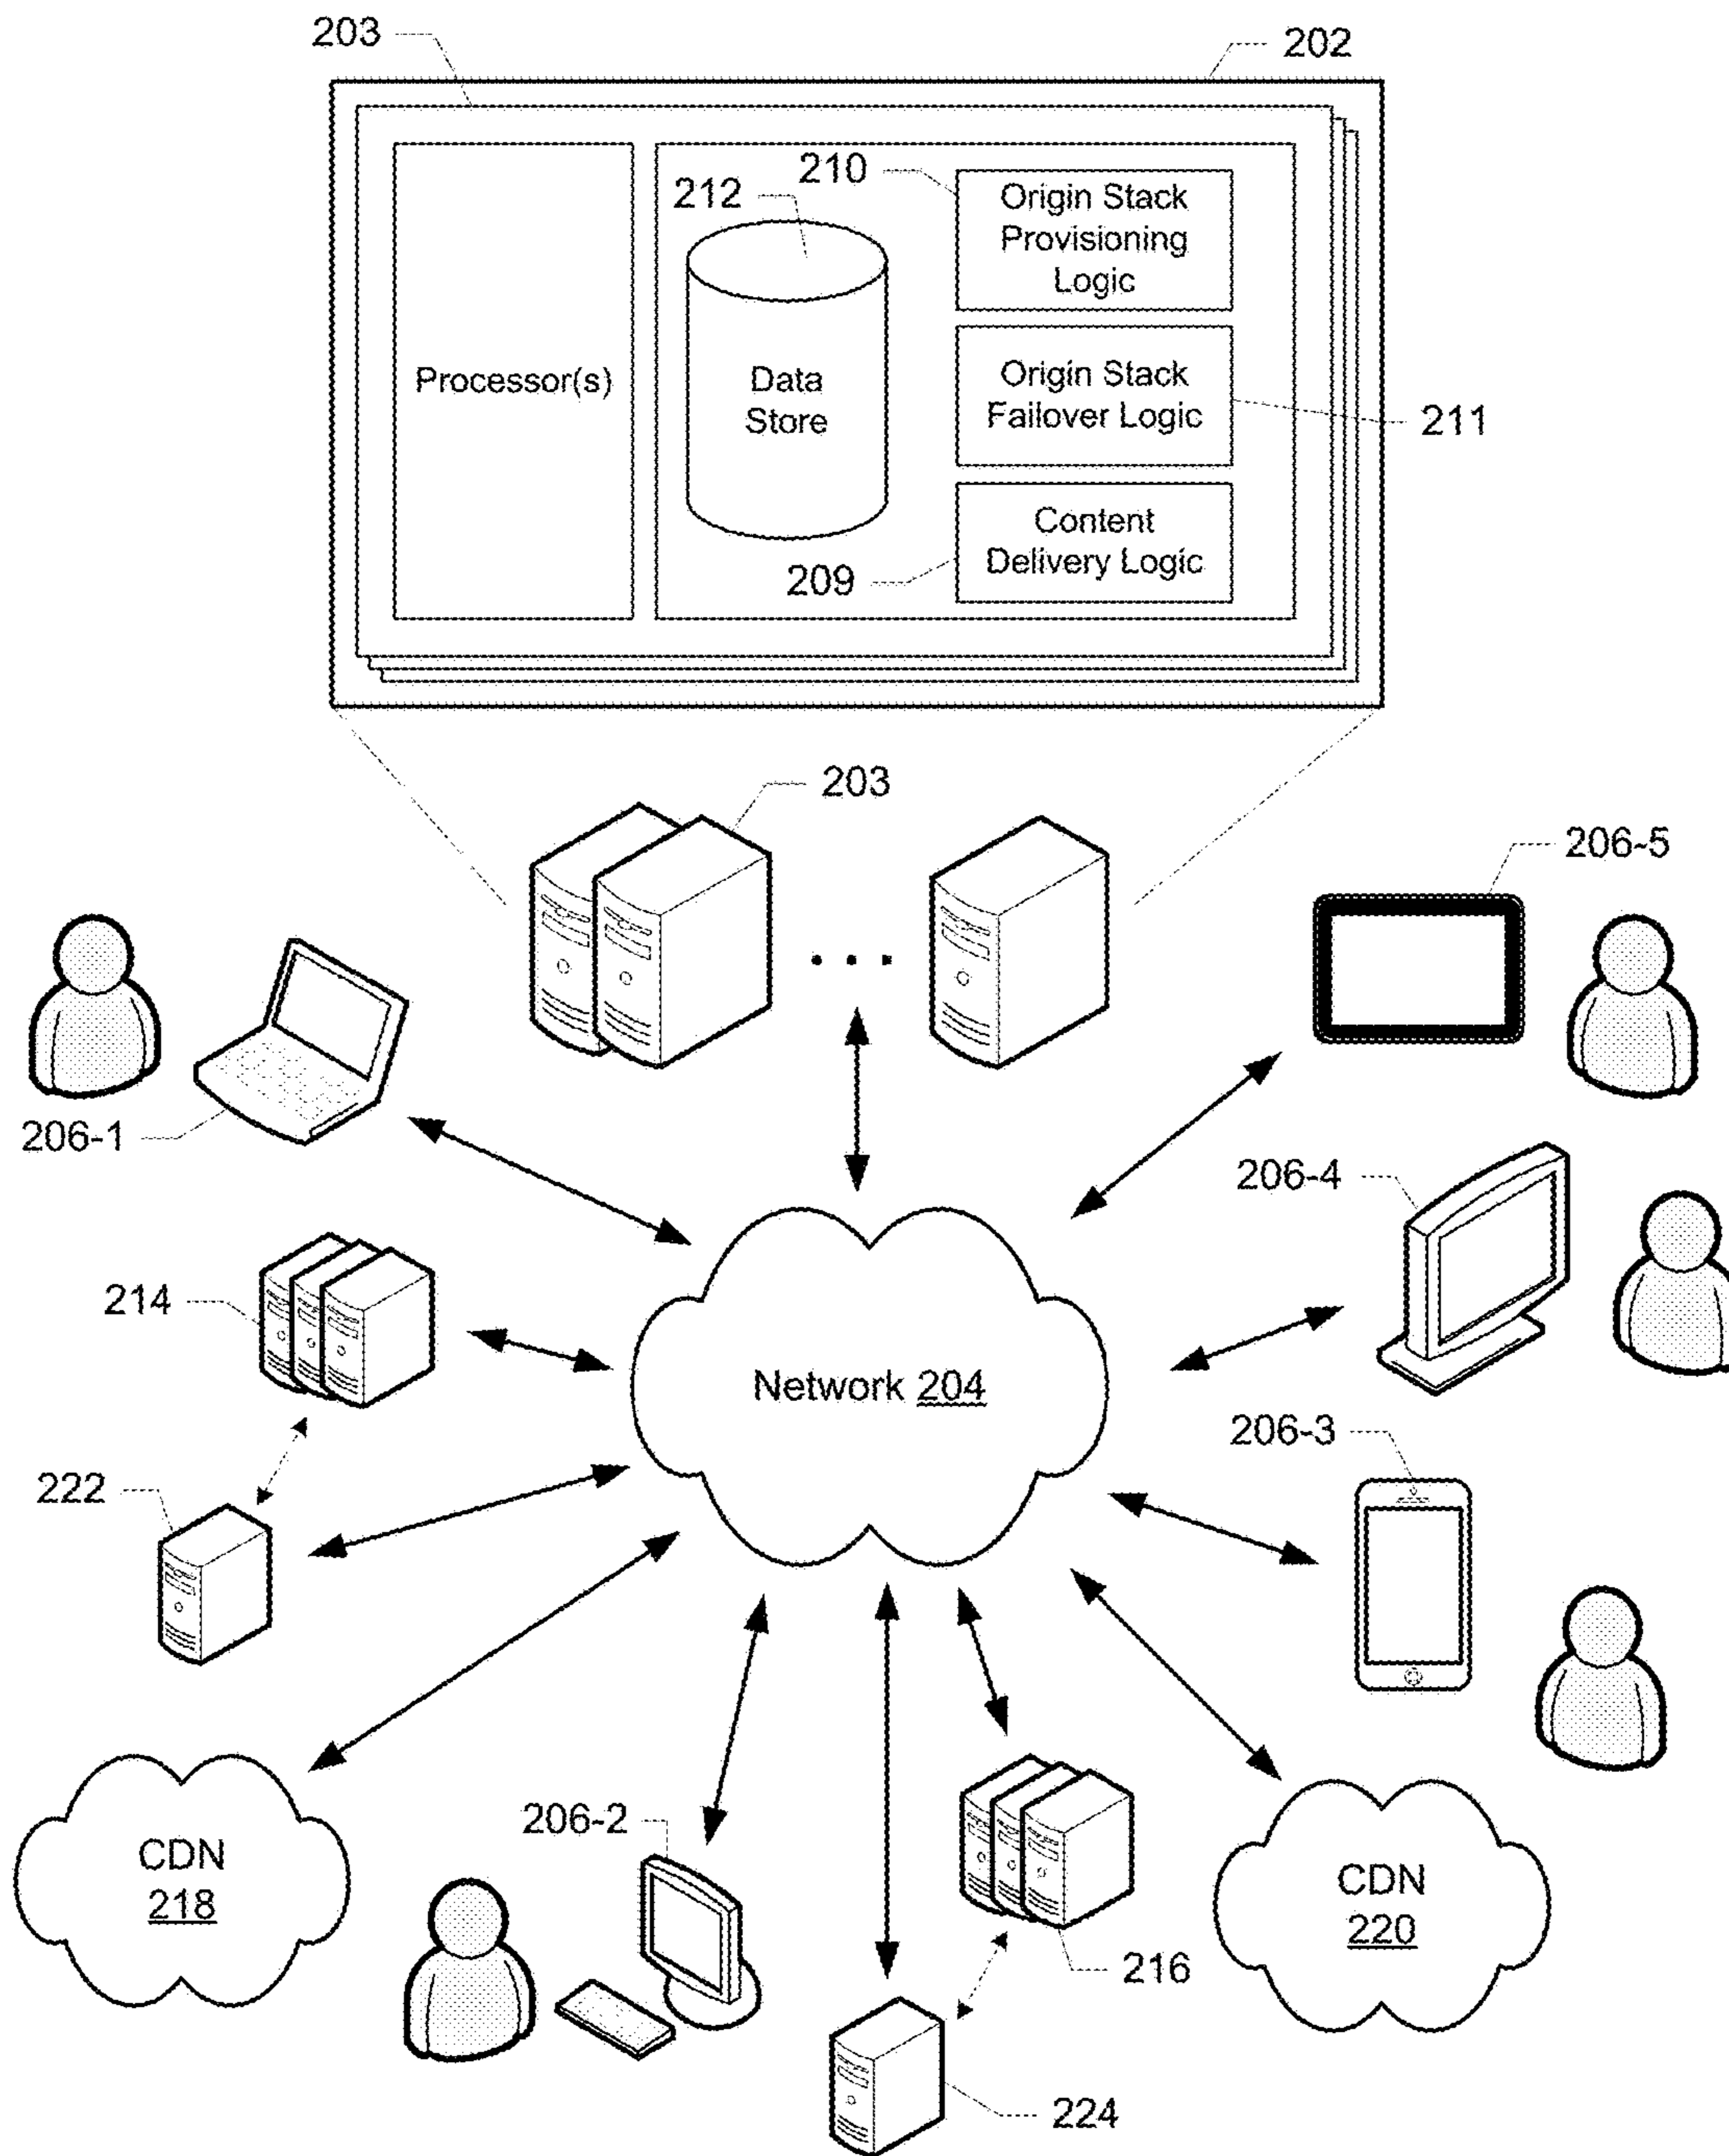 203
202
210
212
Origin Stack
Provisioning
Logic
Processor(s)
Data
Store
Origin Stack
Failover Logic
211
Content
Delivery Logic
209
203
206-5
206-1
206-4
214
Network 204
206-3
222
206-2
CDN
218
CDN
220
216
224